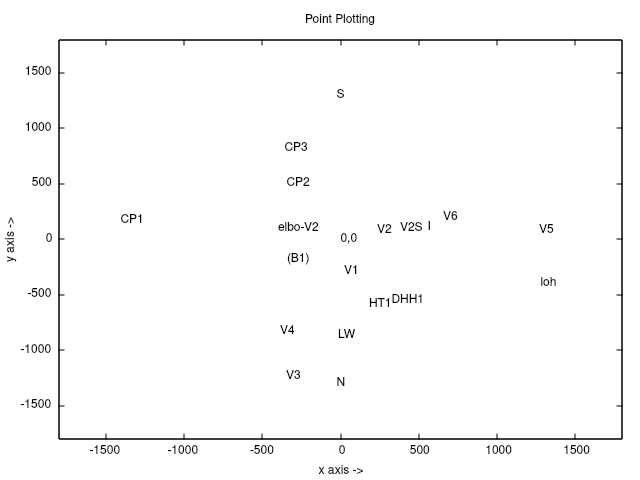 Point Plotting
1500
S
1000
CP3
500
CP2
V6
CP1
elbo-V2
V2
V2S
I
V5
0
0,0
y axis ->
(B1)
V1
loh
-500
HT1
DHH1
V4
LW
-1000
V3
N
-1500
-1500 -1000 -500 0 500 1000 1500
x axis ->